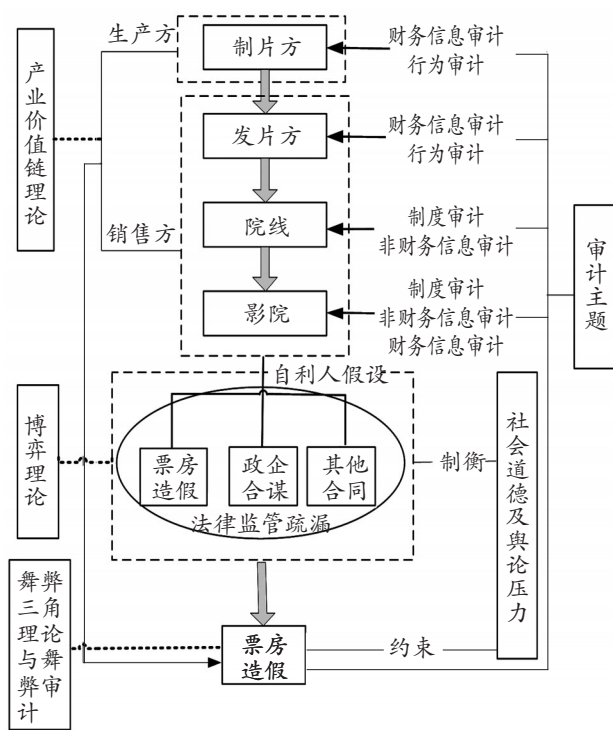 生产方
制片方
财务信息审计
行为审计
产业价值链理论
发片方
财务信息审计
行为审计
销售方
院线
制度审计
非财务信息审计
影院
制度审计
非财务信息审计
财务信息审计
审计主题
自利人假设
博弈理论
票房
造假
政企
合谋
其他
合同
法律监管疏漏
制衡
社会道德及舆论压力
舞弊
三角
理论
与舞
弊审
计
票房
造假
约束